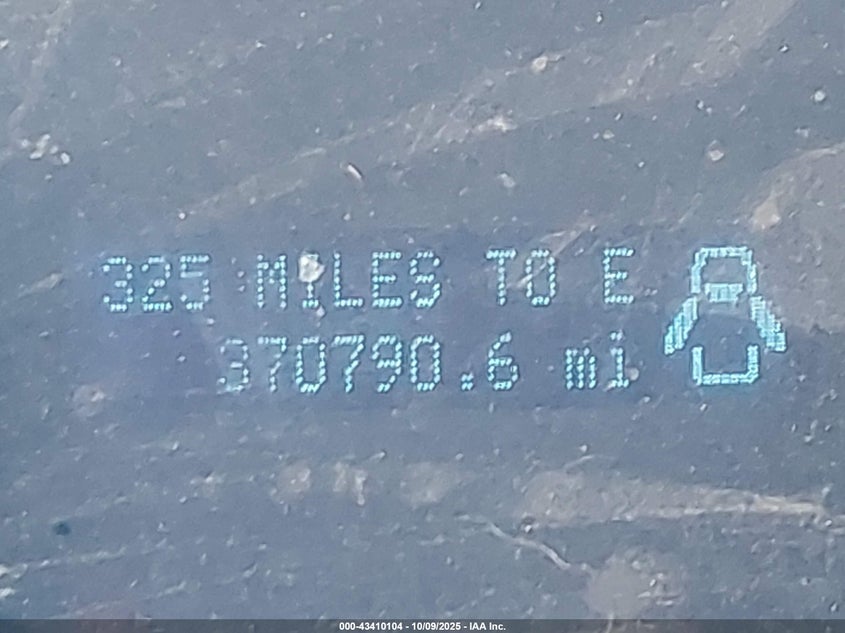 325 MILES TO E
370790.6 mi
000-43410104 - 10/09/2025 - IAA Inc.